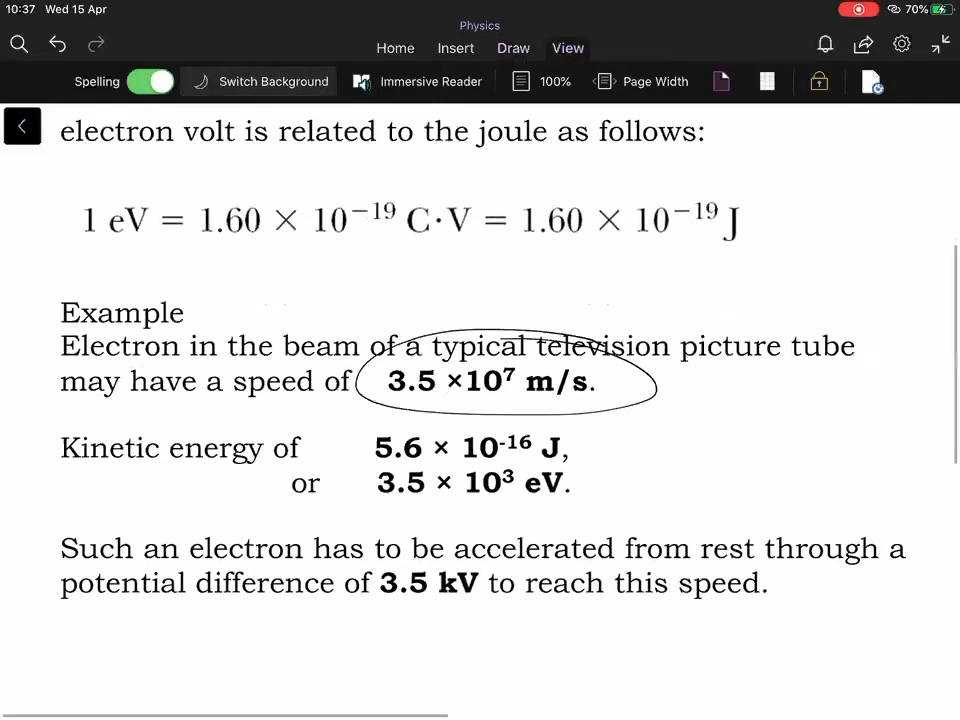 10:37 Wed 15 Apr
70%
Physics
Home Insert Draw View
Spelling Switch Background Immersive Reader 100% Page Width
electron volt is related to the joule as follows:
1 eV = 1.60 × 10⁻¹⁹ C·V = 1.60 × 10⁻¹⁹ J
Example
Electron in the beam of a typical television picture tube
may have a speed of 3.5 ×10⁷ m/s.
Kinetic energy of 5.6 × 10⁻¹⁶ J,
or 3.5 × 10³ eV.
Such an electron has to be accelerated from rest through a
potential difference of 3.5 kV to reach this speed.